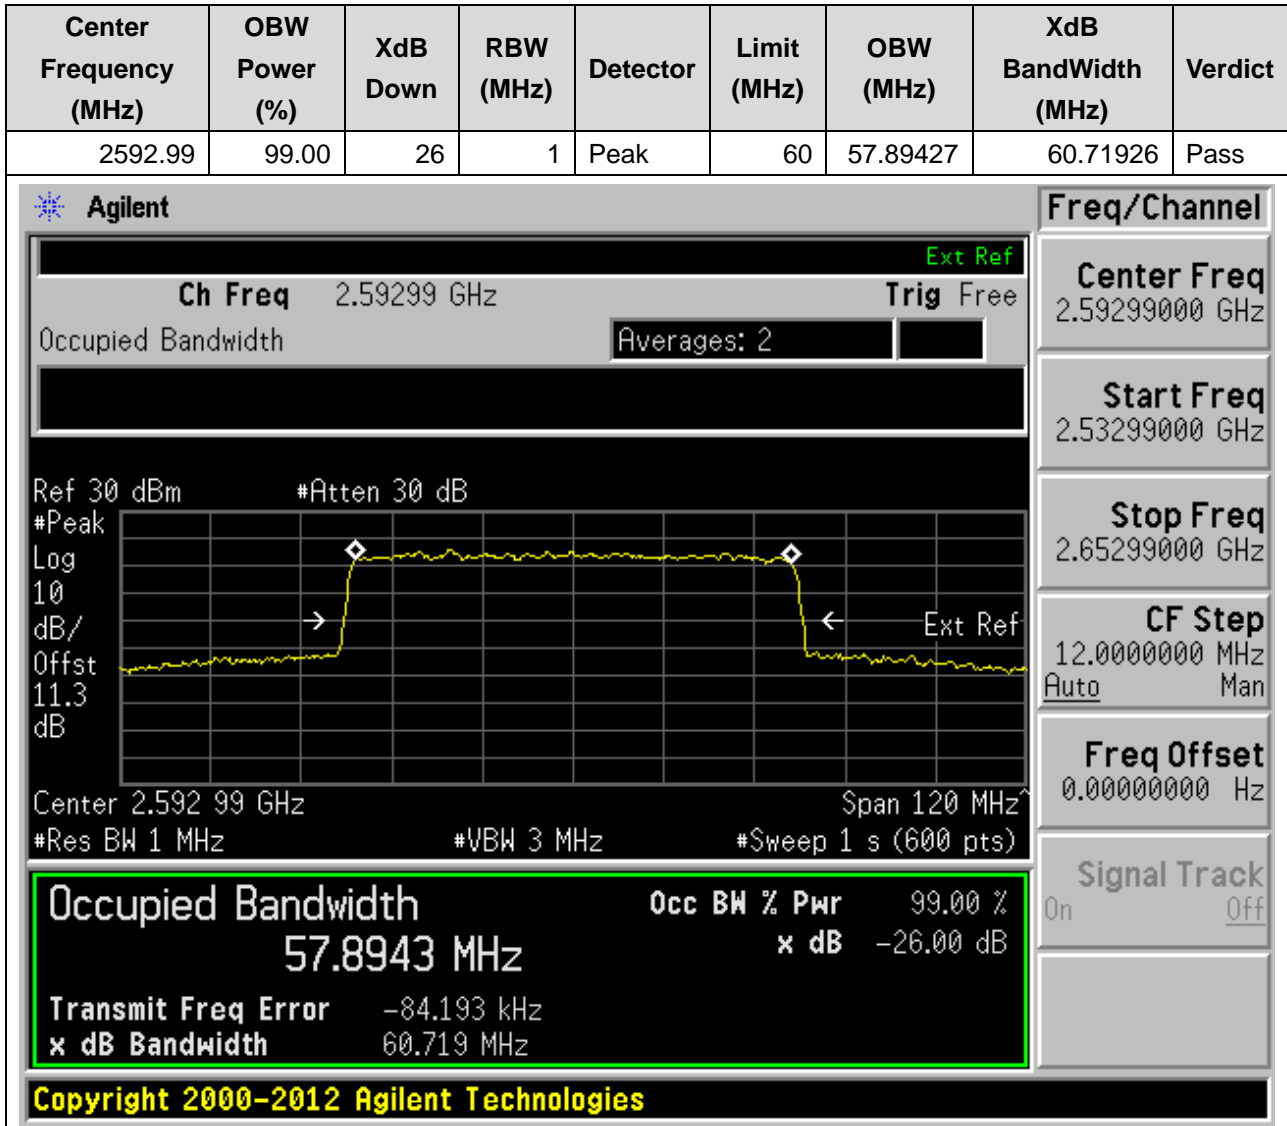 Center Frequency (MHz) OBW Power (%) XdB Down RBW (MHz) Detector Limit (MHz) OBW (MHz) XdB BandWidth (MHz) Verdict
2592.99 99.00 26 1 Peak 60 57.89427 60.71926 Pass
Agilent
Freq/Channel
Ext Ref
Ch Freq 2.59299 GHz Trig Free
Occupied Bandwidth Averages: 2
Center Freq
2.59299000 GHz
Start Freq
2.53299000 GHz
Stop Freq
2.65299000 GHz
CF Step
12.0000000 MHz
Auto Man
Freq Offset
0.00000000 Hz
Signal Track
On Off
Ref 30 dBm #Atten 30 dB
#Peak
Log
10
dB/
Offst
11.3
dB
Ext Ref
Center 2.592 99 GHz Span 120 MHz^
#Res BW 1 MHz #VBW 3 MHz #Sweep 1 s (600 pts)
Occupied Bandwidth Occ BW % Pwr 99.00 %
57.8943 MHz x dB -26.00 dB
Transmit Freq Error -84.193 kHz
x dB Bandwidth 60.719 MHz
Copyright 2000-2012 Agilent Technologies